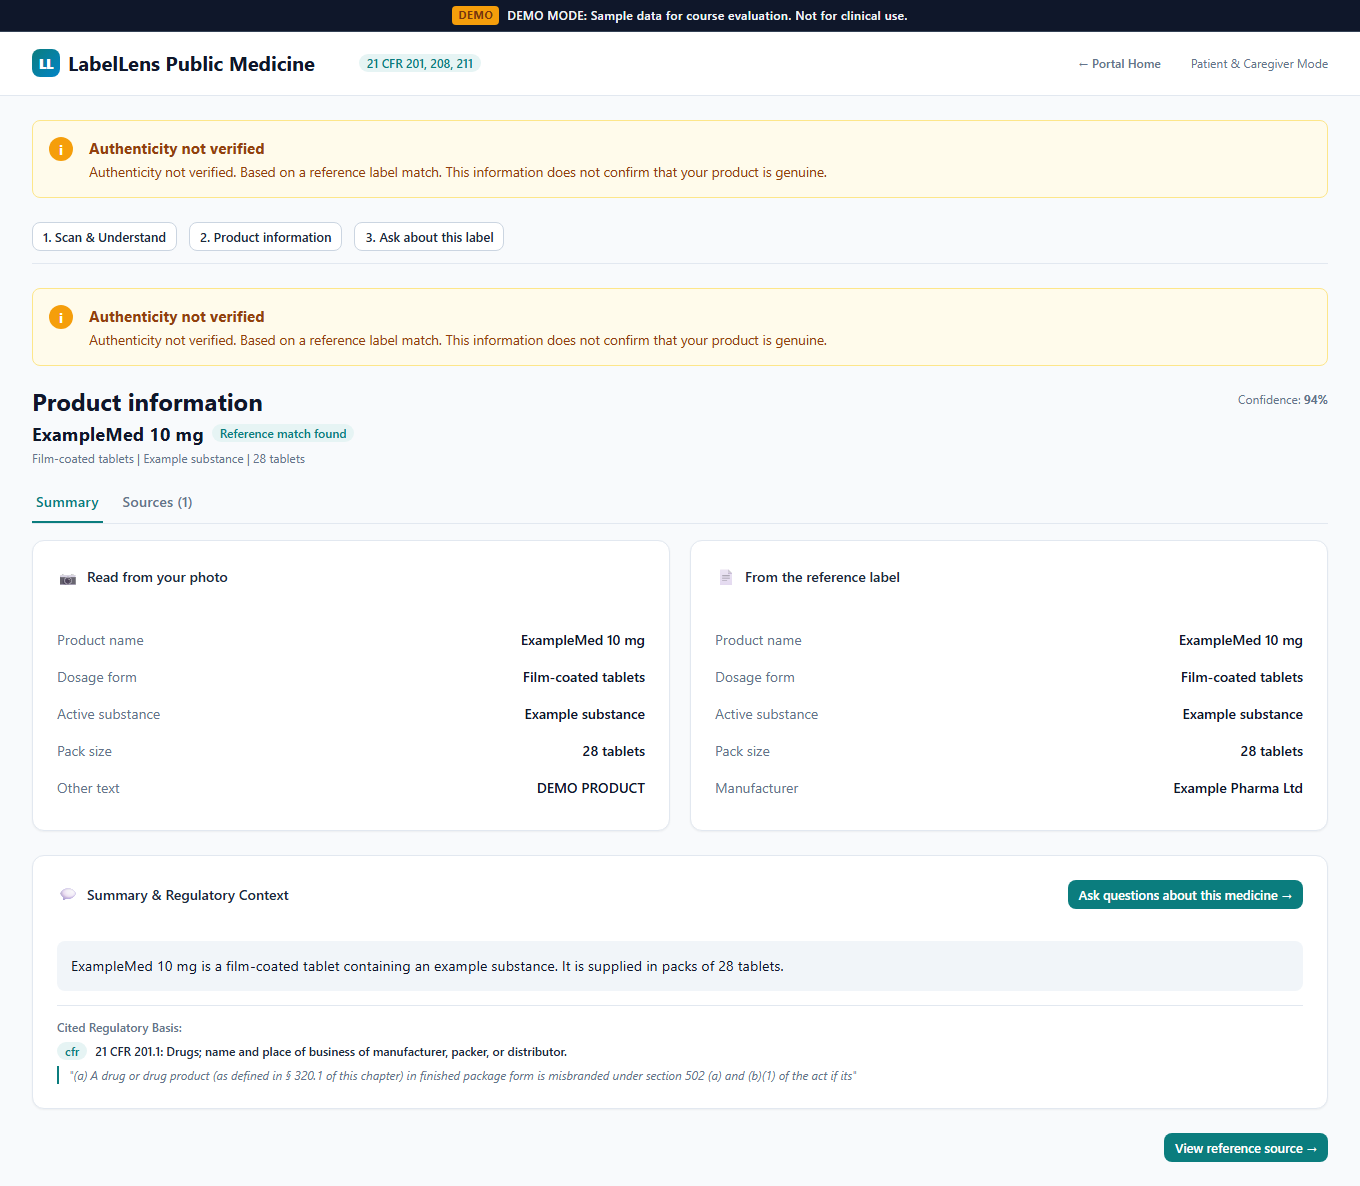 DEMO DEMO MODE: Sample data for course evaluation. Not for clinical use.
LL LabelLens Public Medicine 21 CFR 201, 208, 211 ← Portal Home Patient & Caregiver Mode
i Authenticity not verified
Authenticity not verified. Based on a reference label match. This information does not confirm that your product is genuine.
1. Scan & Understand 2. Product information 3. Ask about this label
i Authenticity not verified
Authenticity not verified. Based on a reference label match. This information does not confirm that your product is genuine.
Product information Confidence: 94%
ExampleMed 10 mg Reference match found
Film-coated tablets | Example substance | 28 tablets
Summary Sources (1)
Read from your photo
Product name ExampleMed 10 mg
Dosage form Film-coated tablets
Active substance Example substance
Pack size 28 tablets
Other text DEMO PRODUCT
From the reference label
Product name ExampleMed 10 mg
Dosage form Film-coated tablets
Active substance Example substance
Pack size 28 tablets
Manufacturer Example Pharma Ltd
Summary & Regulatory Context Ask questions about this medicine →
ExampleMed 10 mg is a film-coated tablet containing an example substance. It is supplied in packs of 28 tablets.
Cited Regulatory Basis:
cfr 21 CFR 201.1: Drugs; name and place of business of manufacturer, packer, or distributor.
"(a) A drug or drug product (as defined in § 320.1 of this chapter) in finished package form is misbranded under section 502 (a) and (b)(1) of the act if its"
View reference source →